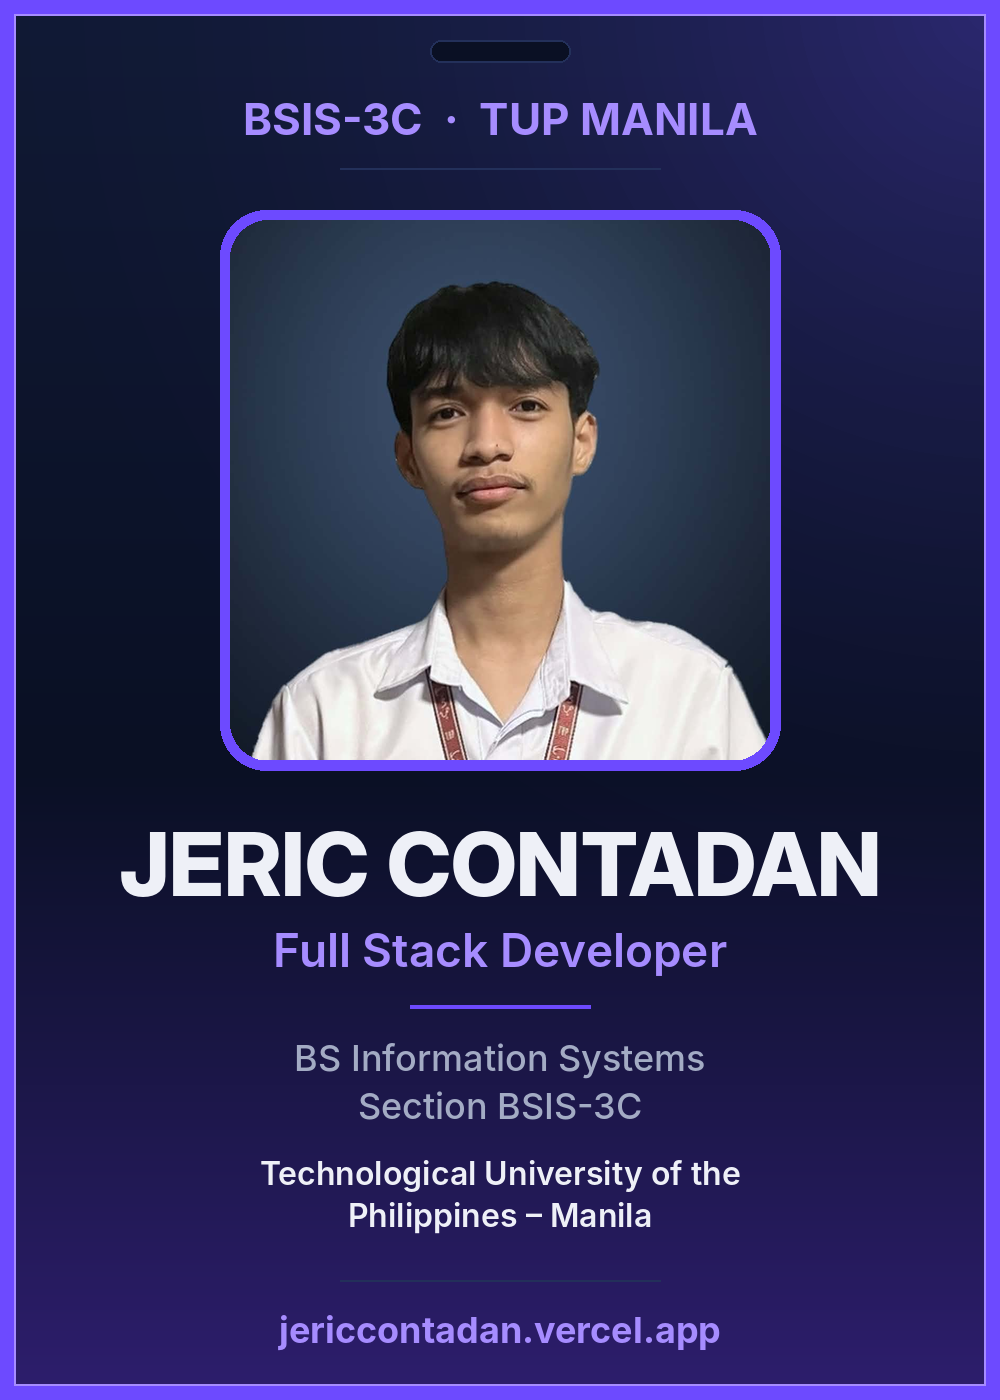 BSIS-3C · TUP MANILA
JERIC CONTADAN
Full Stack Developer
BS Information Systems
Section BSIS-3C
Technological University of the
Philippines – Manila
jericcontadan.vercel.app